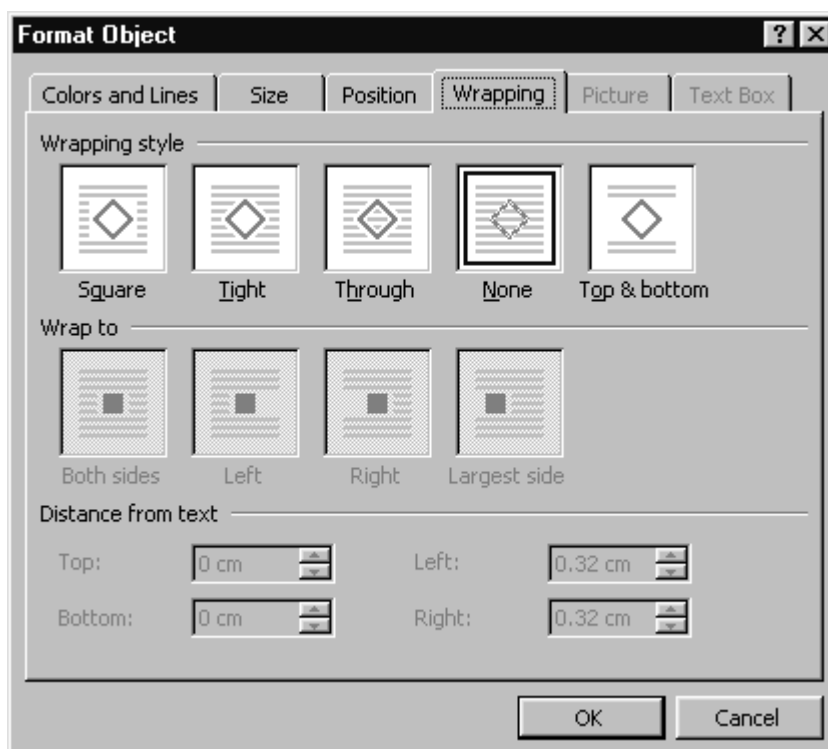 Format Object
Colors and Lines Size Position Wrapping Picture Text Box
Wrapping style
Square Tight Through None Top & bottom
Wrap to
Both sides Left Right Largest side
Distance from text
Top: 0 cm Left: 0.32 cm
Bottom: 0 cm Right: 0.32 cm
OK Cancel